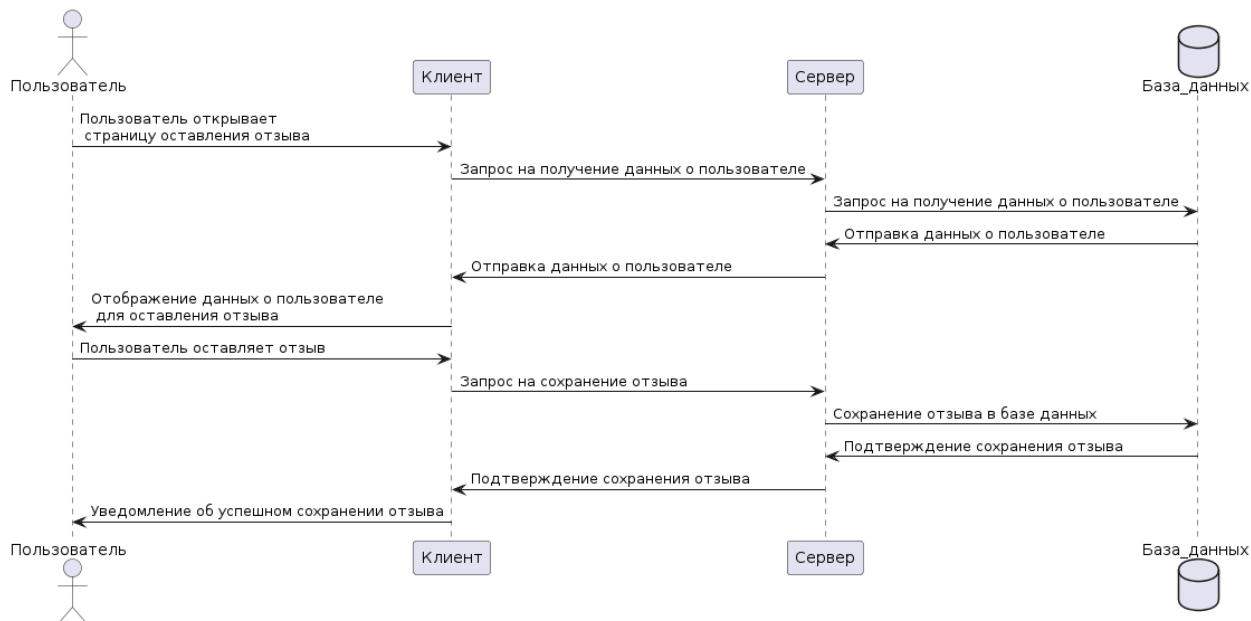 Пользователь
Клиент
Сервер
База_данных
Пользователь открывает
страницу оставления отзыва
Запрос на получение данных о пользователе
Запрос на получение данных о пользователе
Отправка данных о пользователе
Отправка данных о пользователе
Отображение данных о пользователе
для оставления отзыва
Пользователь оставляет отзыв
Запрос на сохранение отзыва
Сохранение отзыва в базе данных
Подтверждение сохранения отзыва
Подтверждение сохранения отзыва
Уведомление об успешном сохранении отзыва
Пользователь
Клиент
Сервер
База_данных